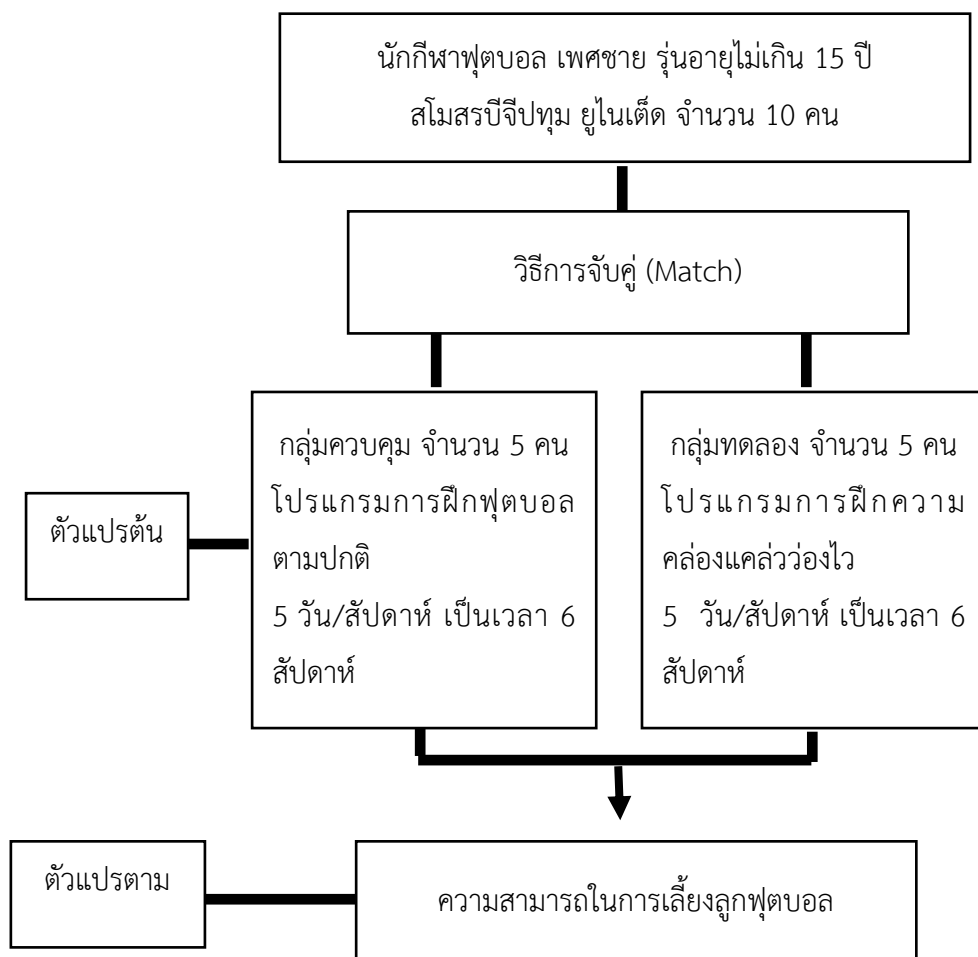 นักกีฬาฟุตบอล เพศชาย รุ่นอายุไม่เกิน 15 ปี
สโมสรบีจีปทุม ยูไนเต็ด จำนวน 10 คน
วิธีการจับคู่ (Match)
ตัวแปรต้น
กลุ่มควบคุม จำนวน 5 คน
โปรแกรมการฝึกฟุตบอล
ตามปกติ
5 วัน/สัปดาห์ เป็นเวลา 6
สัปดาห์
กลุ่มทดลอง จำนวน 5 คน
โปรแกรมการฝึกความ
คล่องแคล่วว่องไว
5 วัน/สัปดาห์ เป็นเวลา 6
สัปดาห์
ตัวแปรตาม
ความสามารถในการเลี้ยงลูกฟุตบอล